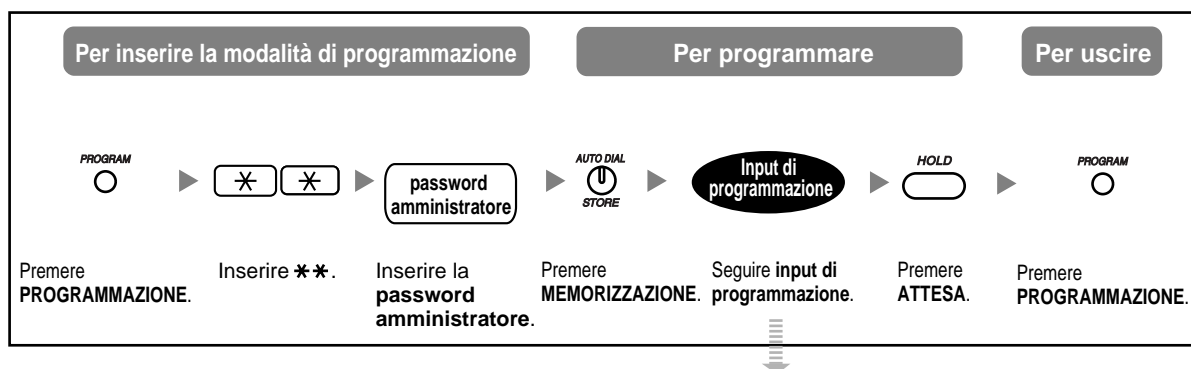 Per inserire la modalità di programmazione
Per programmare
Per uscire
PROGRAM
password
amministratore
AUTO DIAL
STORE
Input di
programmazione
HOLD
PROGRAM
Premere
PROGRAMMAZIONE.
Inserire ✱✱.
Inserire la
password
amministratore.
Premere
MEMORIZZAZIONE.
Seguire input di
programmazione.
Premere
ATTESA.
Premere
PROGRAMMAZIONE.